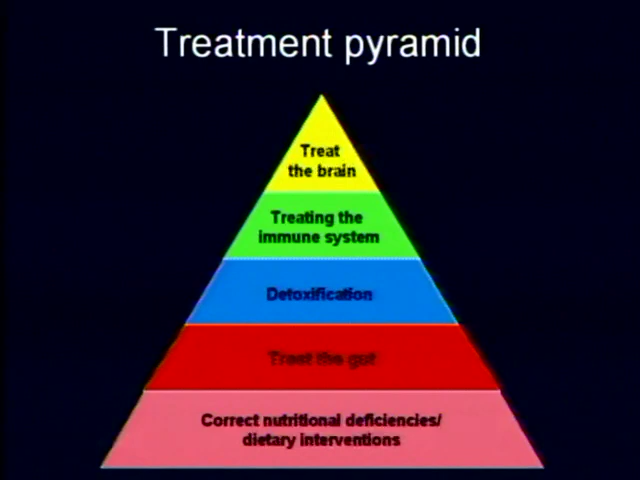 Treatment pyramid
Treat
the brain
Treating the
immune system
Detoxification
Treat the gut
Correct nutritional deficiencies/
dietary interventions